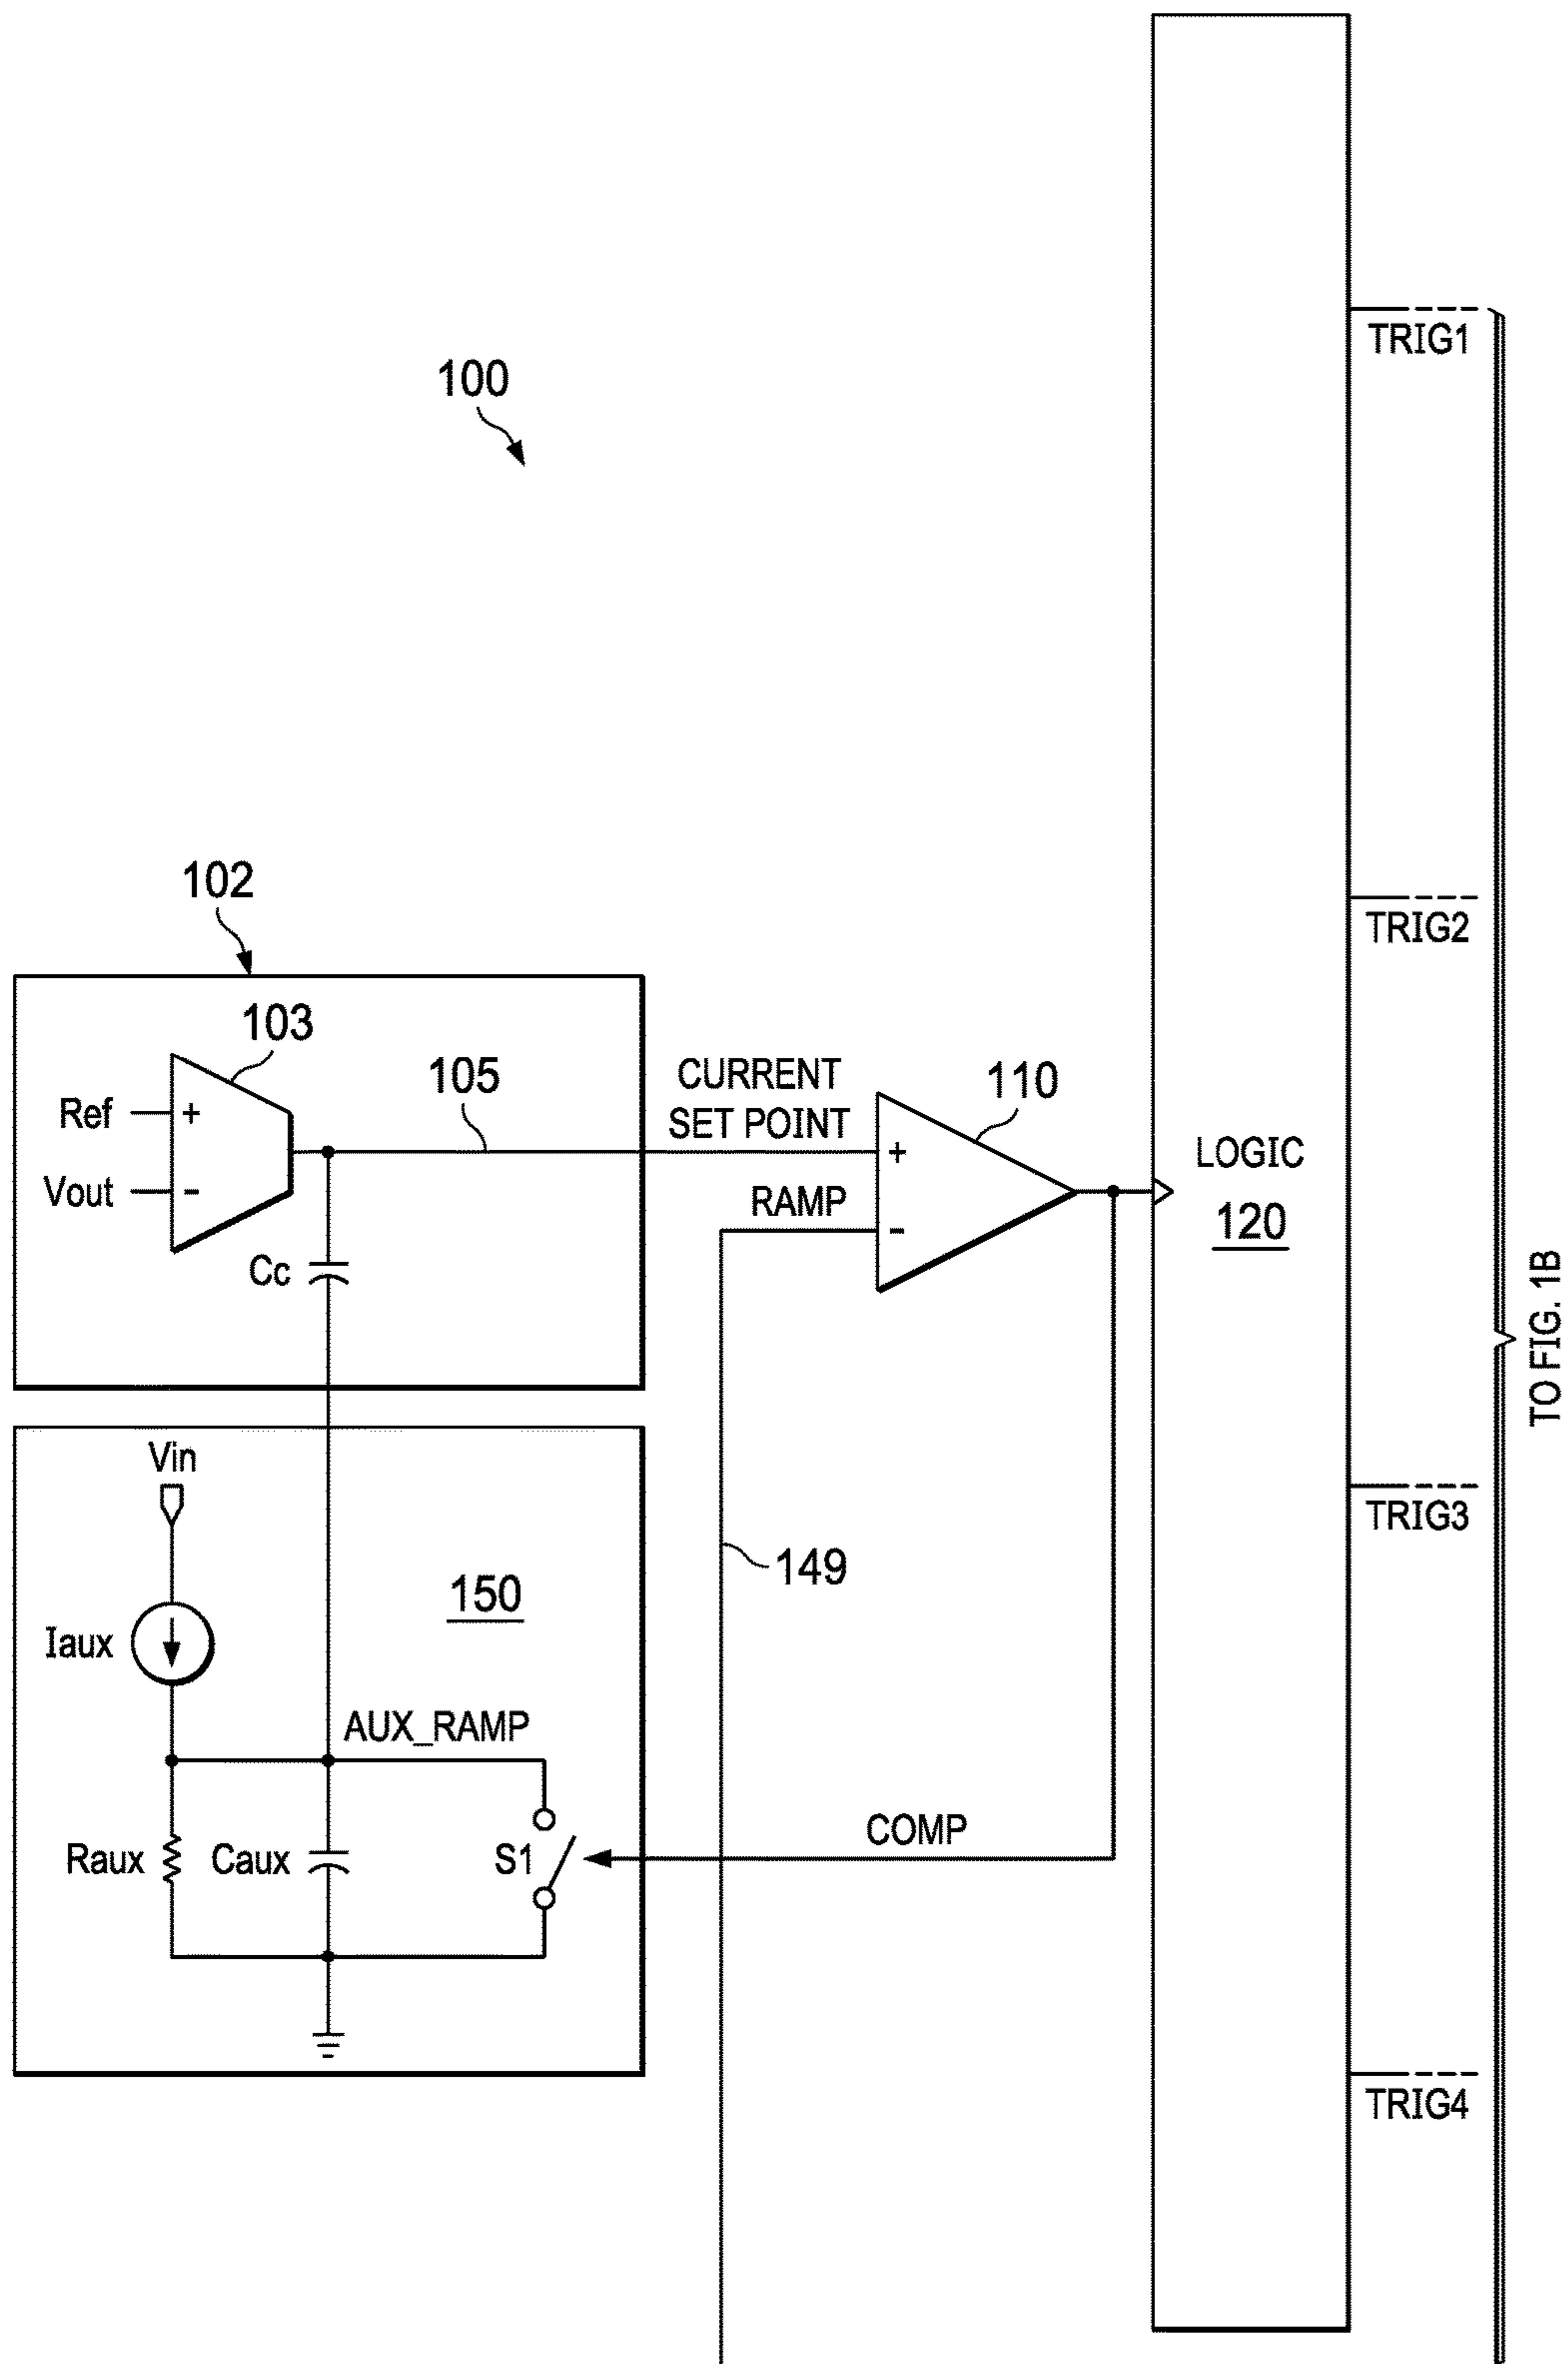 100
TRIG1
TRIG2
102
103
Ref
+
-
Vout
105
Cc
CURRENT
SET POINT
RAMP
+
-
110
LOGIC
120
TO FIG. 1B
Vin
Iaux
150
149
TRIG3
AUX_RAMP
Raux
Caux
S1
COMP
TRIG4